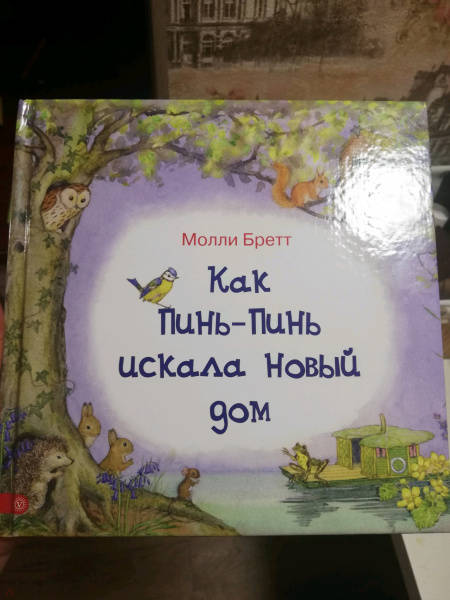 Молли Бретт
Как
Пинь-Пинь
искала новый
дом